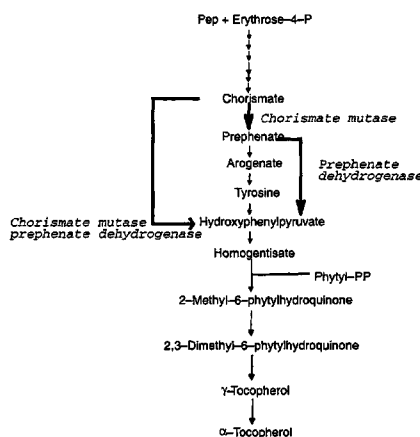 Pep + Erythrose–4–P
Chorismate
Chorismate mutase
Prephenate
Arogenate
Prephenate
dehydrogenase
Tyrosine
Chorismate mutase
prephenate dehydrogenase
Hydroxyphenylpyruvate
Homogentisate
Phytyl–PP
2–Methyl–6–phytylhydroquinone
2,3–Dimethyl–6–phytylhydroquinone
γ–Tocopherol
α–Tocopherol